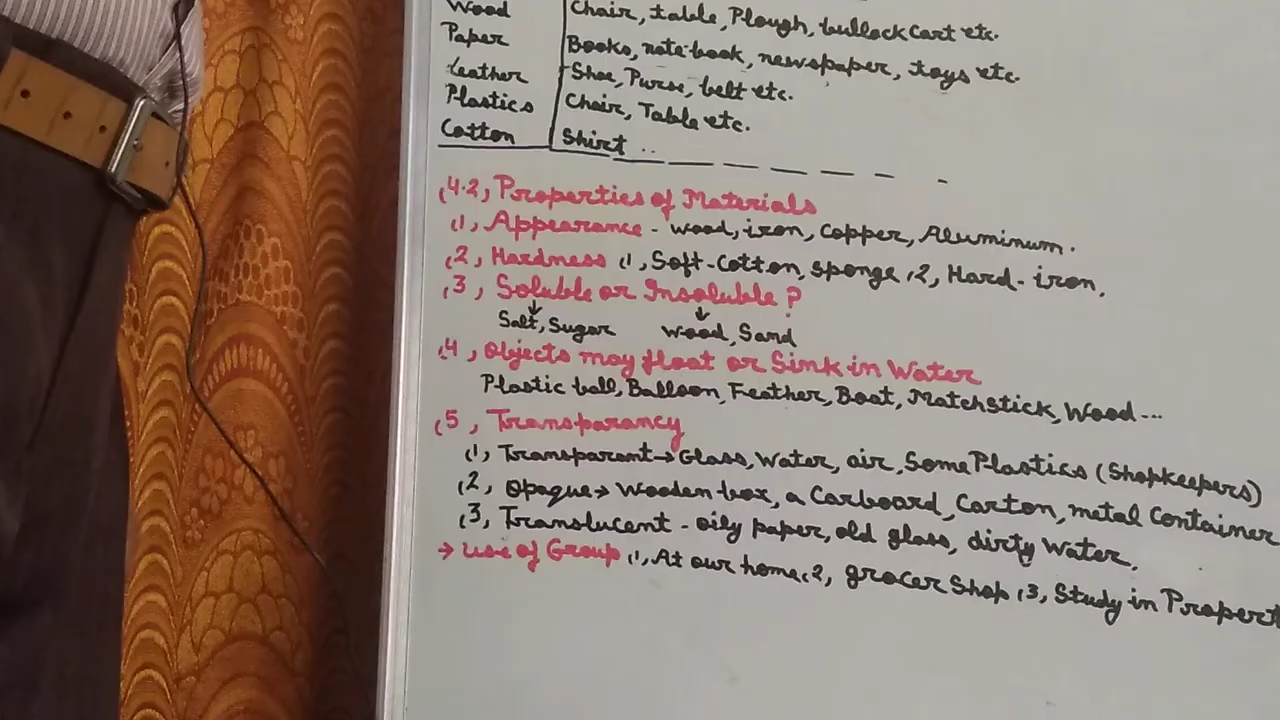 Wood Chair, table, Plough, bullock Cart etc.
Paper Books, note-book, newspaper, toys etc.
Leather Shoe, Purse, belt etc.
Plastics Chair, Table etc.
Cotton Shirt ..
(4.2) Properties of Materials
(1) Appearance - wood, iron, Copper, Aluminum.
(2) Hardness (1) Soft-Cotton, Sponge (2) Hard-iron.
(3) Soluble or Insoluble?
Salt, Sugar Wood, Sand
(4) Objects may float or Sink in Water
Plastic ball, Balloon, Feather, Boat, Matchstick, Wood...
(5) Transparancy
(1) Transparent→Glass, Water, air, Some Plastics (Shopkeepers)
(2) Opaque→Wooden box, a Carboard, Carton, metal Container
(3) Translucent - oily paper, old glass, dirty Water.
→ Use of Group (1) At our home (2) grocer Shop (3) Study in Propert